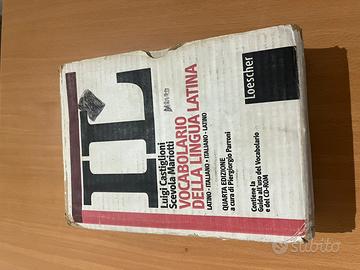 IL
Luigi Castiglioni
Scevola Mariotti
VOCABOLARIO
DELLA LINGUA LATINA
LATINO - ITALIANO • ITALIANO - LATINO
QUARTA EDIZIONE
a cura di Piergiorgio Parroni
Contiene la
Guida all'uso del Vocabolario
e del CD-ROM
Loescher
subito